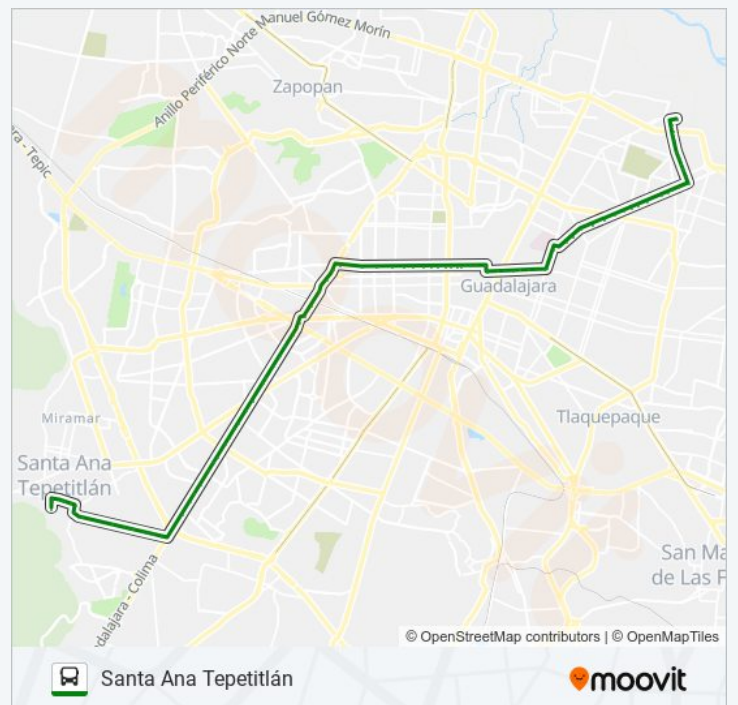 Anillo Periférico Norte Manuel Gómez Morín
Zapopan
ara - Tepic
Guadalajara
Miramar
Tlaquepaque
Santa Ana
Tepetitlán
dalajara - Colima
San Ma
de Las F
© OpenStreetMap contributors | © OpenMapTiles
Santa Ana Tepetitlán
moovit